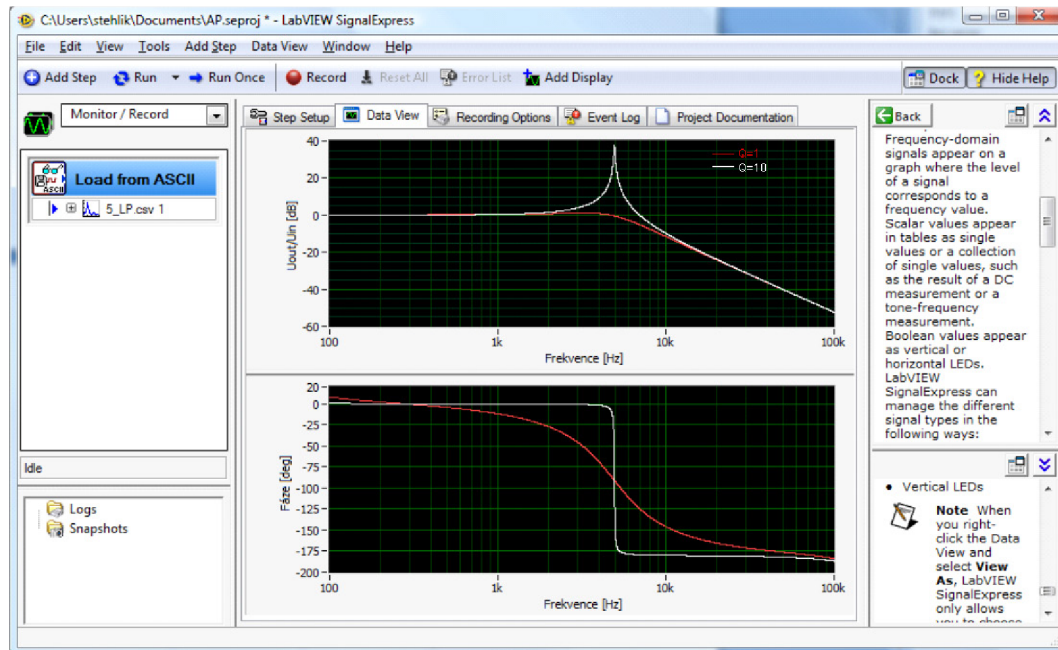 C:\Users\stehlik\Documents\AP.seproj * - LabVIEW SignalExpress
File Edit View Tools Add Step Data View Window Help
Add Step Run Run Once Record Reset All Error List Add Display Dock Hide Help
Monitor / Record
ASCII
Load from ASCII
5_LP.csv 1
Idle
Logs
Snapshots
Step Setup Data View Recording Options Event Log Project Documentation
Q=1
Q=10
40
20
0
-20
-40
-60
Uout/Uin [dB]
100 1k 10k 100k
Frekvence [Hz]
20
0
-25
-50
-75
-100
-125
-150
-175
-200
Fáze [deg]
100 1k 10k 100k
Frekvence [Hz]
Back
Frequency-domain
signals appear on a
graph where the level
of a signal
corresponds to a
frequency value.
Scalar values appear
in tables as single
values or a collection
of single values, such
as the result of a DC
measurement or a
tone-frequency
measurement.
Boolean values appear
as vertical or
horizontal LEDs.
LabVIEW
SignalExpress can
manage the different
signal types in the
following ways:
• Vertical LEDs
Note When
you right-
click the Data
View and
select View
As, LabVIEW
SignalExpress
only allows
you to choose